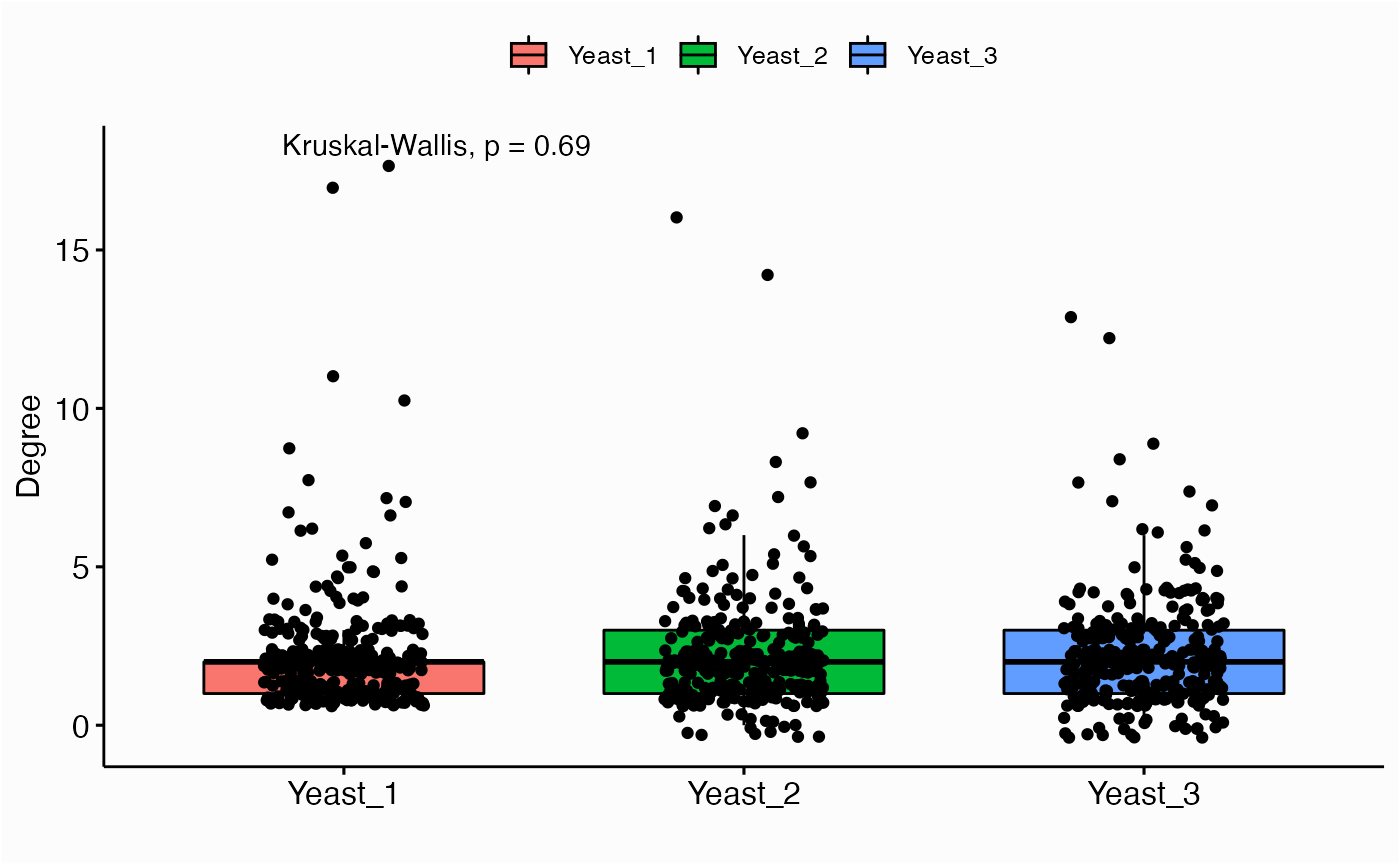 Yeast_1 Yeast_2 Yeast_3
Kruskal-Wallis, p = 0.69
Degree
15
10
5
0
Yeast_1 Yeast_2 Yeast_3